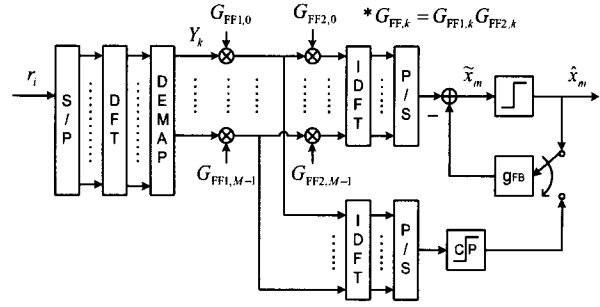 G_FF1,0
G_FF2,0
* G_FF,k = G_FF1,k G_FF2,k
r_i
S/P
DFT
DEMAP
Y_k
IDFT
P/S
−
x̃_m
x̂_m
G_FF1,M-1
G_FF2,M-1
g_FB
IDFT
P/S
CP